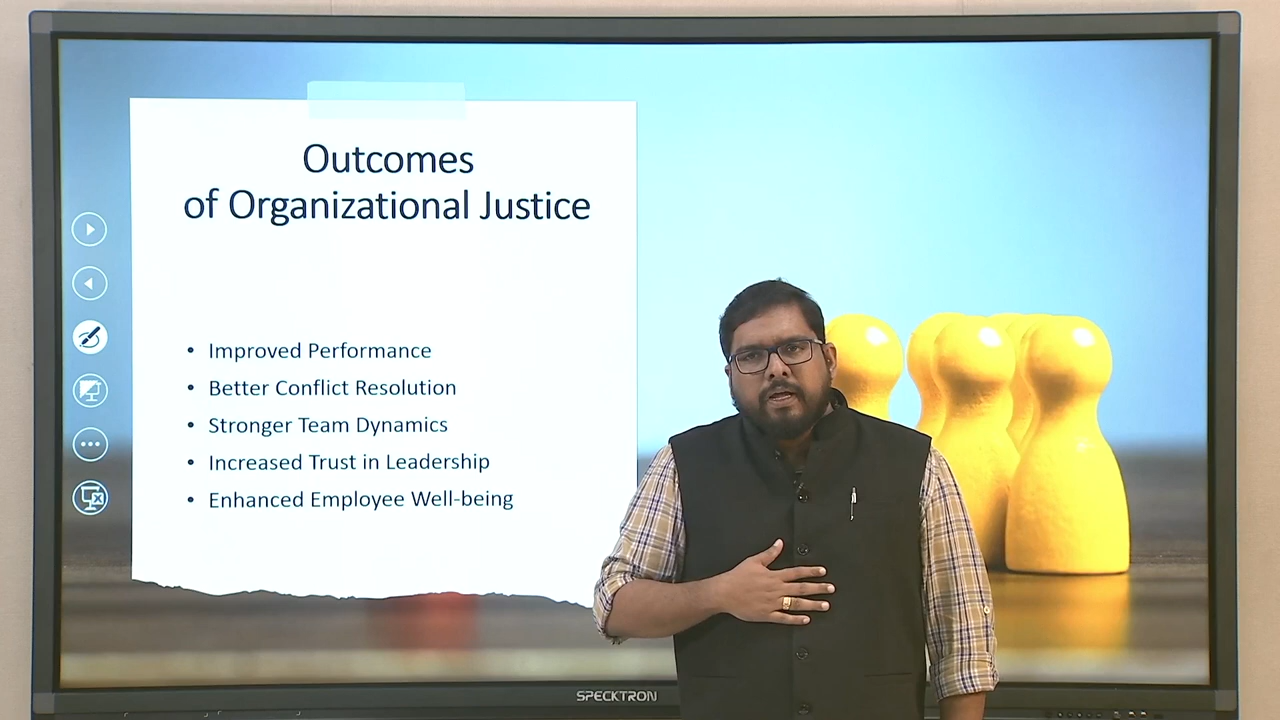 Outcomes
of Organizational Justice
• Improved Performance
• Better Conflict Resolution
• Stronger Team Dynamics
• Increased Trust in Leadership
• Enhanced Employee Well-being
SPECKTRON